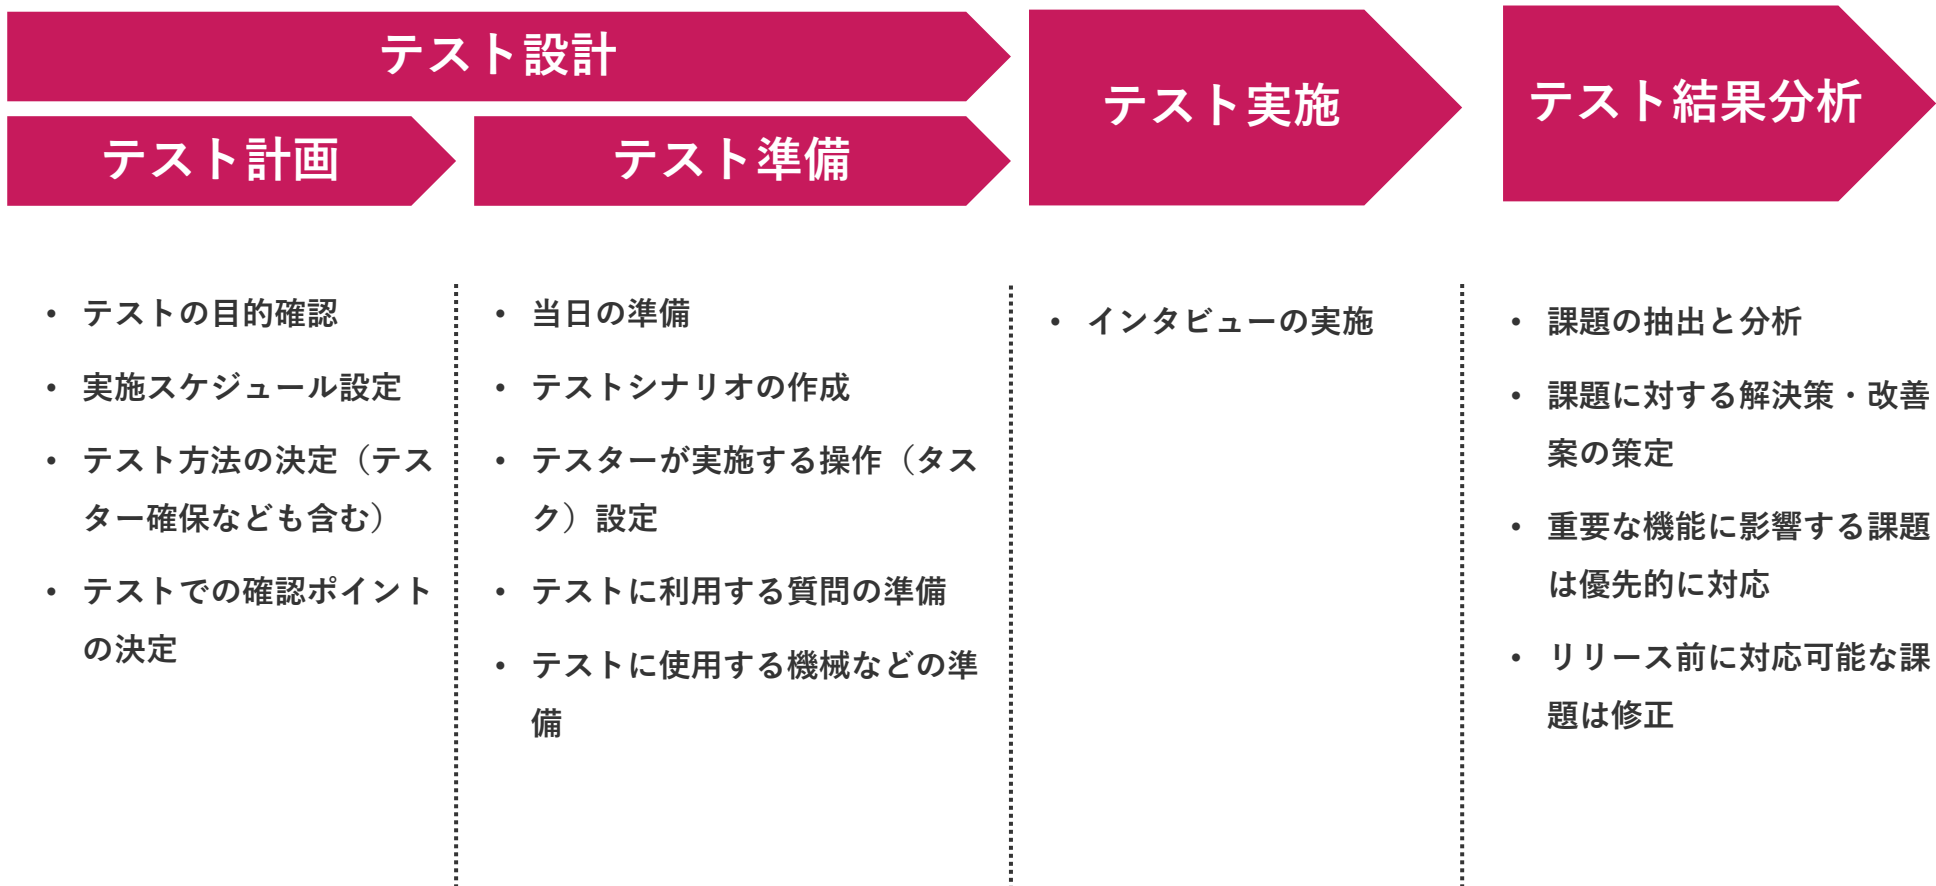 テスト設計
テスト計画
テスト準備
テスト実施
テスト結果分析
• テストの目的確認
• 実施スケジュール設定
• テスト方法の決定（テス
ター確保なども含む）
• テストでの確認ポイント
の決定
• 当日の準備
• テストシナリオの作成
• テスターが実施する操作（タス
ク）設定
• テストに利用する質問の準備
• テストに使用する機械などの準
備
• インタビューの実施
• 課題の抽出と分析
• 課題に対する解決策・改善
案の策定
• 重要な機能に影響する課題
は優先的に対応
• リリース前に対応可能な課
題は修正